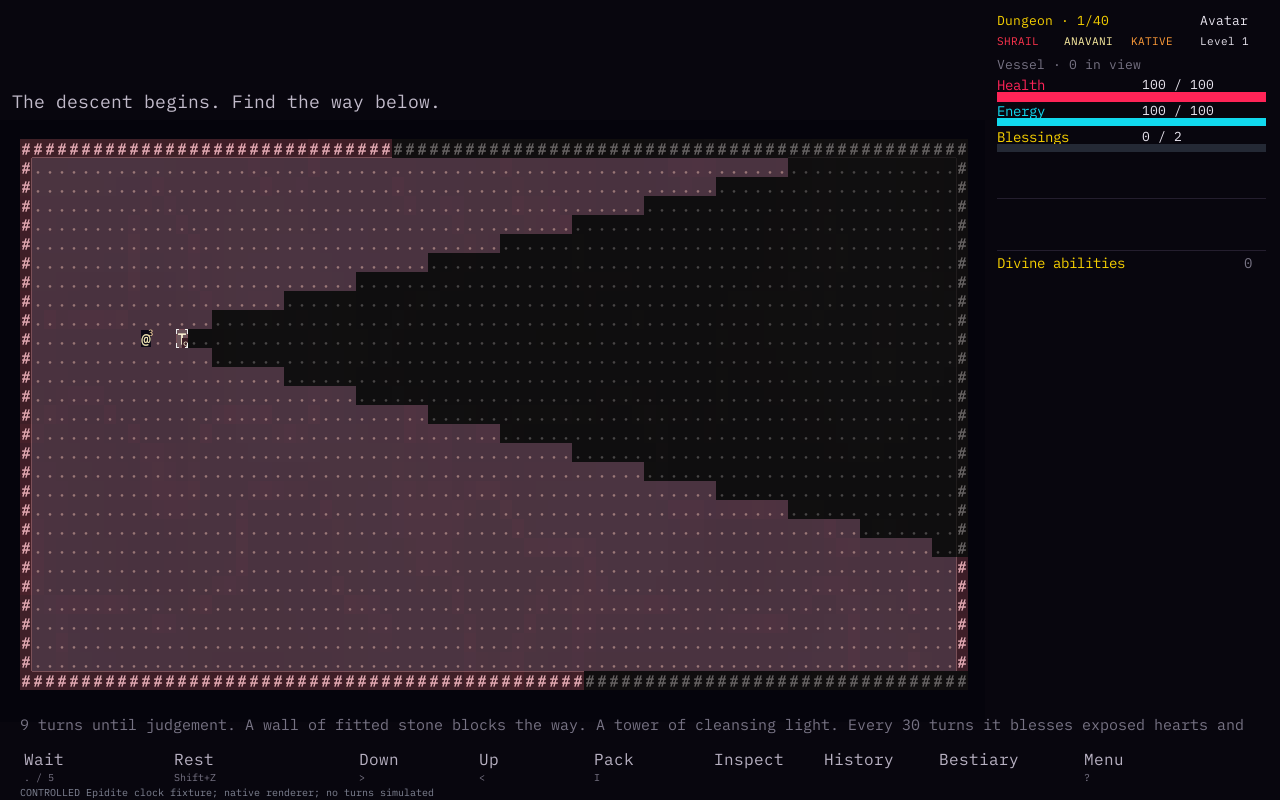 Dungeon · 1/40 Avatar
SHRAIL ANAVANI KATIVE Level 1
Vessel · 0 in view
Health 100 / 100
The descent begins. Find the way below.
Energy 100 / 100
Blessings 0 / 2
Divine abilities 0
@3 T9
9 turns until judgement. A wall of fitted stone blocks the way. A tower of cleansing light. Every 30 turns it blesses exposed hearts and
Wait Rest Down Up Pack Inspect History Bestiary Menu
. / 5 Shift+Z > < I ?
CONTROLLED Epidite clock fixture; native renderer; no turns simulated